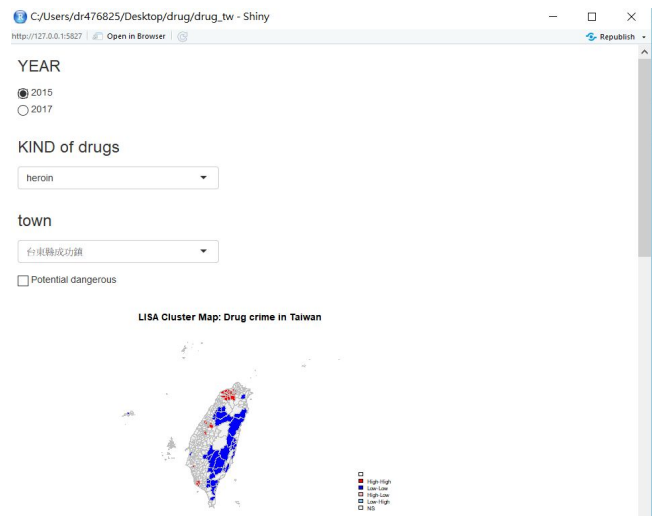 C:/Users/dr476825/Desktop/drug/drug_tw - Shiny
http://127.0.0.1:5827 Open in Browser Republish
YEAR
2015
2017
KIND of drugs
heroin
town
台東縣成功鎮
Potential dangerous
LISA Cluster Map: Drug crime in Taiwan
High-High
Low-Low
High-Low
Low-High
NS